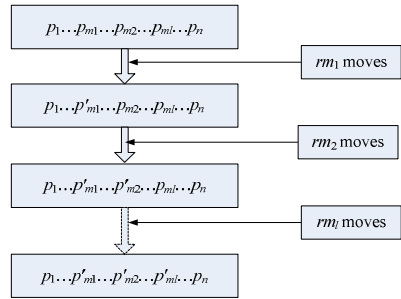 p₁…pₘ₁…pₘ₂…pₘₗ…pₙ
rm₁ moves
p₁…p′ₘ₁…pₘ₂…pₘₗ…pₙ
rm₂ moves
p₁…p′ₘ₁…p′ₘ₂…pₘₗ…pₙ
rmₗ moves
p₁…p′ₘ₁…p′ₘ₂…p′ₘₗ…pₙ